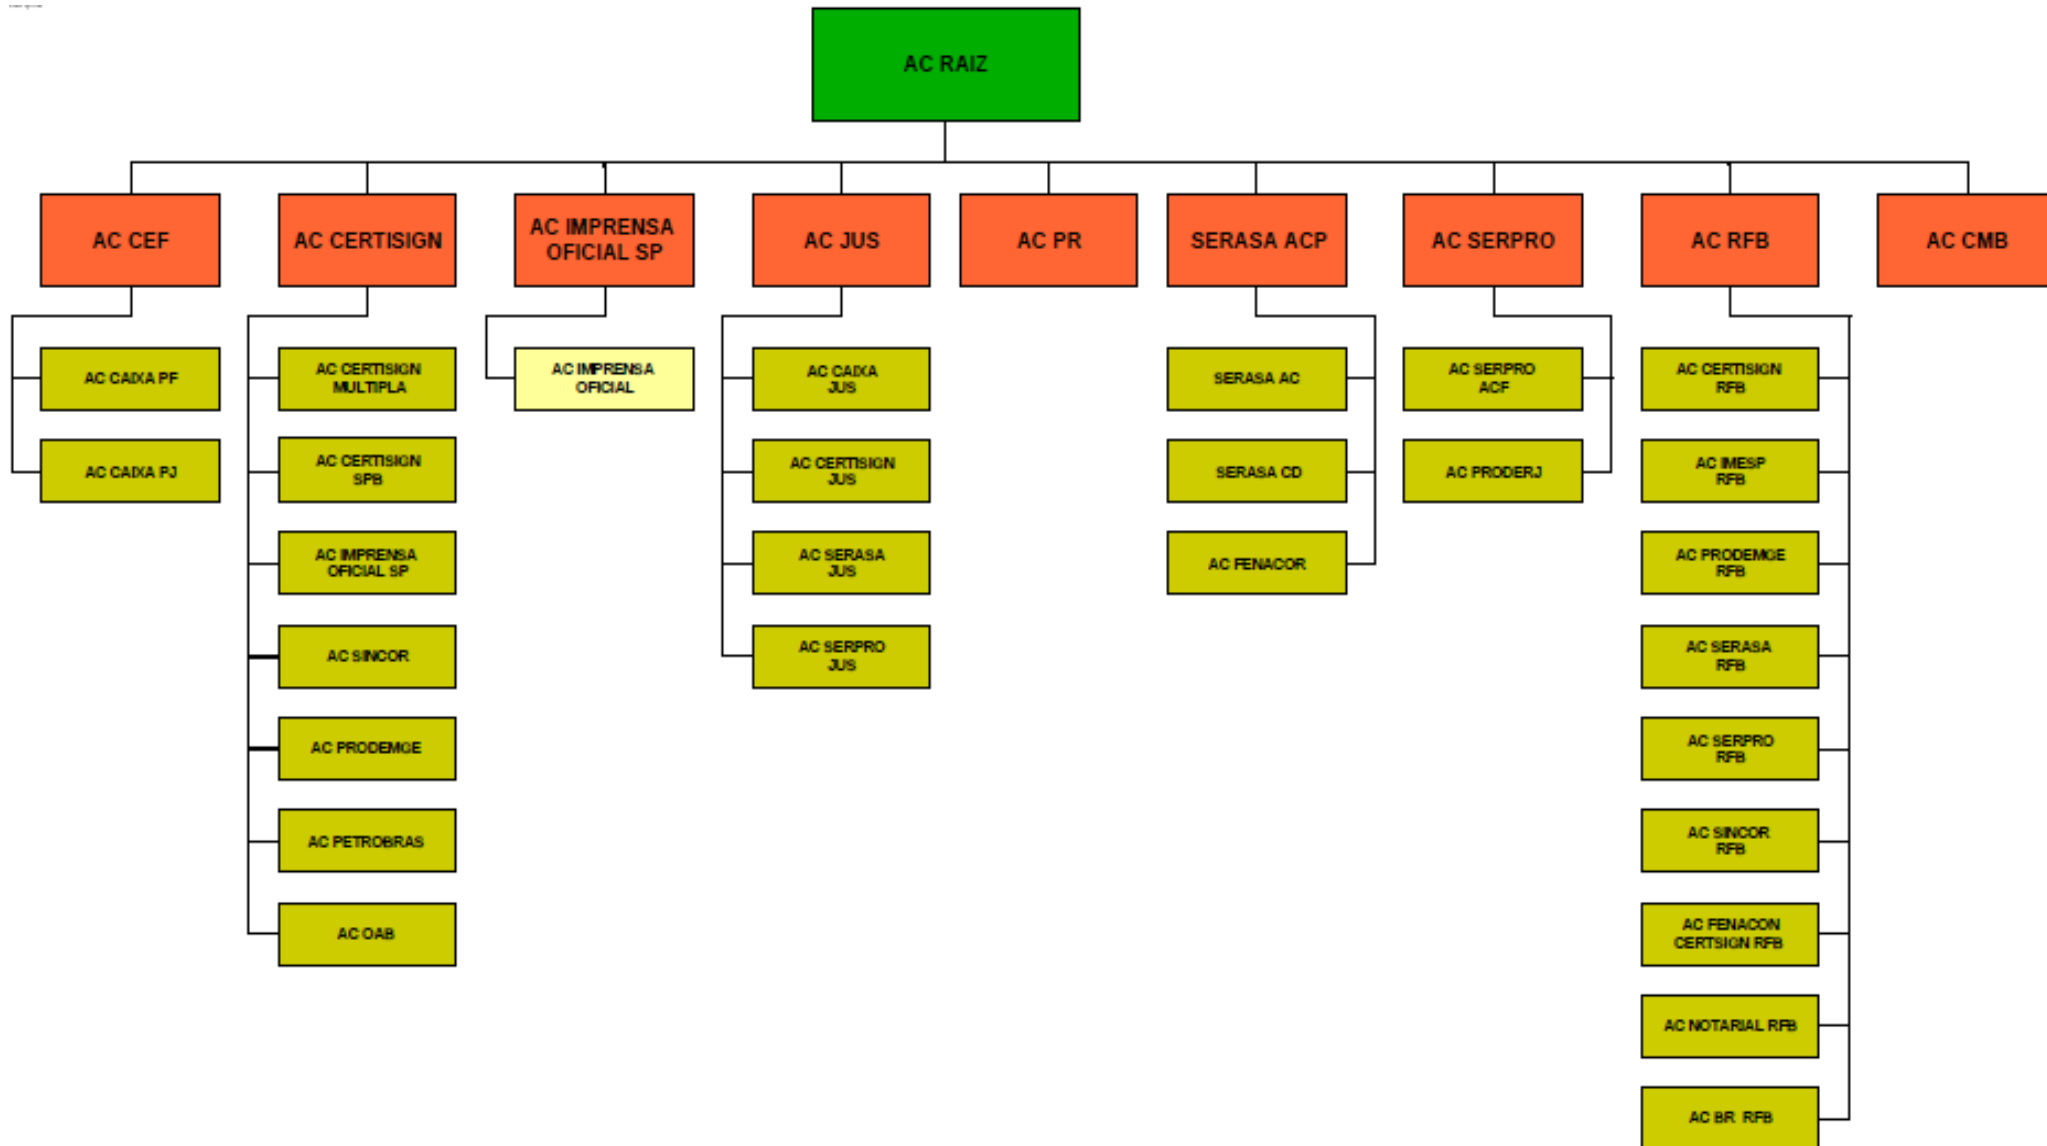 AC RAIZ
AC CEF
AC CERTISIGN
AC IMPRENSA
OFICIAL SP
AC JUS
AC PR
SERASA ACP
AC SERPRO
AC RFB
AC CMB
AC CAIXA PF
AC CAIXA PJ
AC CERTISIGN
MULTIPLA
AC CERTISIGN
SPB
AC IMPRENSA
OFICIAL SP
AC SINCOR
AC PRODEMGE
AC PETROBRAS
AC OAB
AC IMPRENSA
OFICIAL
AC CAIXA
JUS
AC CERTISIGN
JUS
AC SERASA
JUS
AC SERPRO
JUS
SERASA AC
SERASA CD
AC FENACOR
AC SERPRO
ACF
AC PRODERJ
AC CERTISIGN
RFB
AC IMESP
RFB
AC PRODEMGE
RFB
AC SERASA
RFB
AC SERPRO
RFB
AC SINCOR
RFB
AC FENACON
CERTSIGN RFB
AC NOTARIAL RFB
AC BR RFB